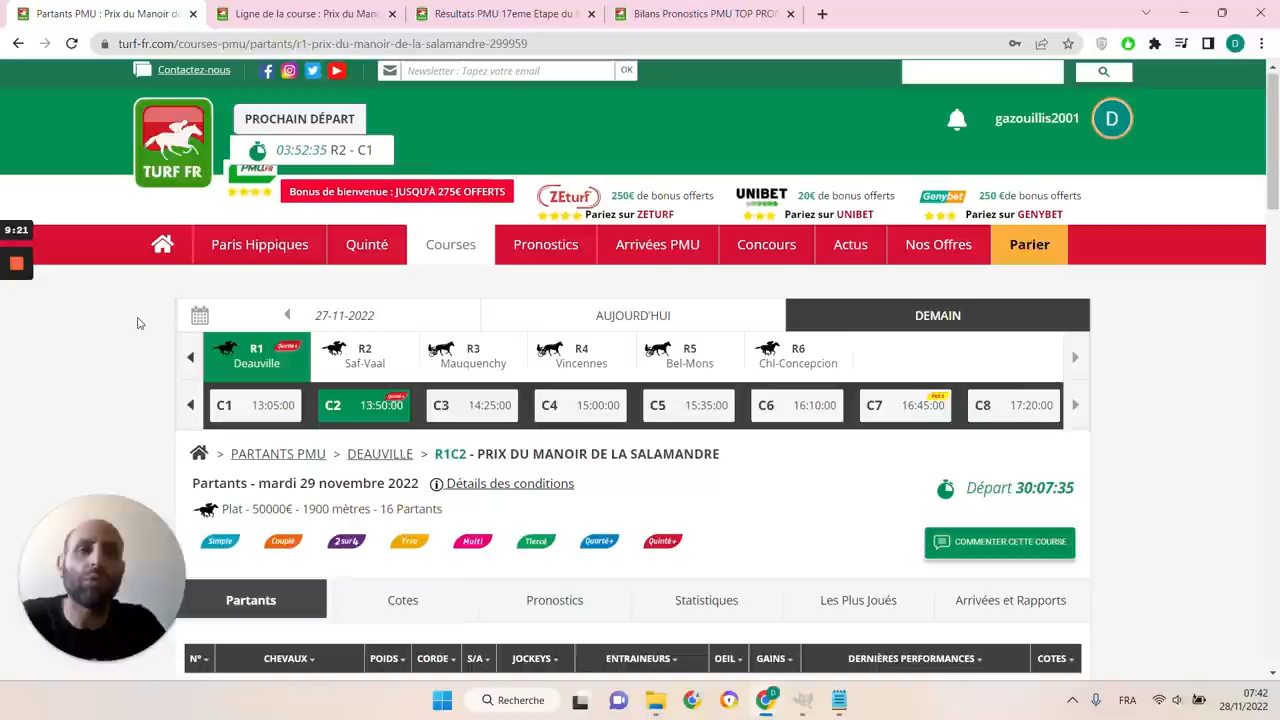 Partants PMU : Prix du Manoir d
Ligne de la course : Prix du
Résultats PMU 17eme Etape du
Bilans Pronostics PMU TOP PRO
turf-fr.com/courses-pmu/partants/r1-prix-du-manoir-de-la-salamandre-299959
D
Contactez-nous
Newsletter : Tapez votre email
OK
PROCHAIN DÉPART
03:52:35 R2 - C1
TURF FR
gazouillis2001
D
PMU.FR
Bonus de bienvenue : JUSQU'À 275€ OFFERTS
ZEturf
250€ de bonus offerts
Pariez sur ZETURF
UNIBET
20€ de bonus offerts
Pariez sur UNIBET
Genybet
250 €de bonus offerts
Pariez sur GENYBET
9:21
Paris Hippiques
Quinté
Courses
Pronostics
Arrivées PMU
Concours
Actus
Nos Offres
Parier
27-11-2022
AUJOURD'HUI
DEMAIN
R1 Quinté+
Deauville
R2
Saf-Vaal
R3
Mauquenchy
R4
Vincennes
R5
Bel-Mons
R6
Chl-Concepcion
C1 13:05:00
C2 13:50:00
C3 14:25:00
C4 15:00:00
C5 15:35:00
C6 16:10:00
C7 16:45:00
C8 17:20:00
> PARTANTS PMU > DEAUVILLE > R1C2 - PRIX DU MANOIR DE LA SALAMANDRE
Partants - mardi 29 novembre 2022 Détails des conditions
Départ 30:07:35
Plat - 50000€ - 1900 mètres - 16 Partants
Simple
Couplé
2sur4
Trio
Multi
Tiercé
Quarté+
Quinté+
COMMENTER CETTE COURSE
Partants
Cotes
Pronostics
Statistiques
Les Plus Joués
Arrivées et Rapports
N° CHEVAUX POIDS CORDE S/A JOCKEYS ENTRAINEURS OEIL GAINS DERNIÈRES PERFORMANCES COTES
Recherche
FRA
07:42
28/11/2022